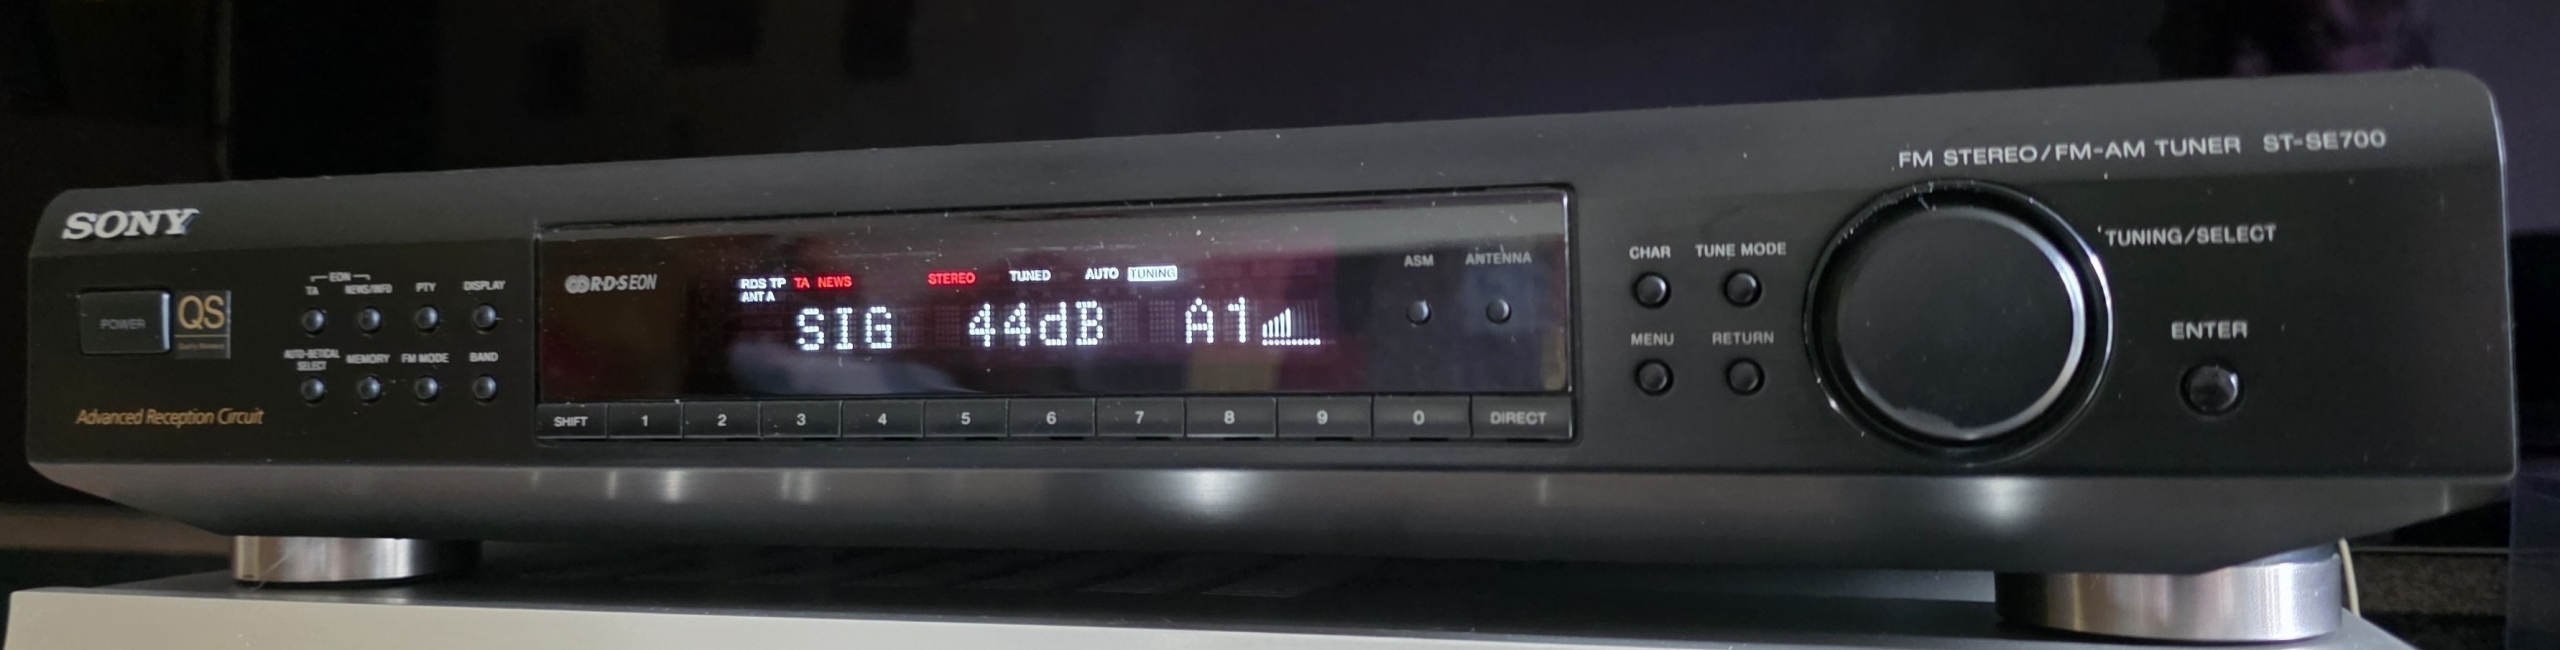 FM STEREO/FM-AM TUNER ST-SE700
SONY
TUNING/SELECT
EON
TA NEWS/INFO PTY DISPLAY
POWER
QS
AUTO-BETICAL SELECT MEMORY FM MODE BAND
Advanced Reception Circuit
R·D·S EON
RDS TP TA NEWS STEREO TUNED AUTO TUNING
ANT A
SIG 44dB A1
ASM ANTENNA
SHIFT 1 2 3 4 5 6 7 8 9 0 DIRECT
CHAR TUNE MODE
MENU RETURN
ENTER